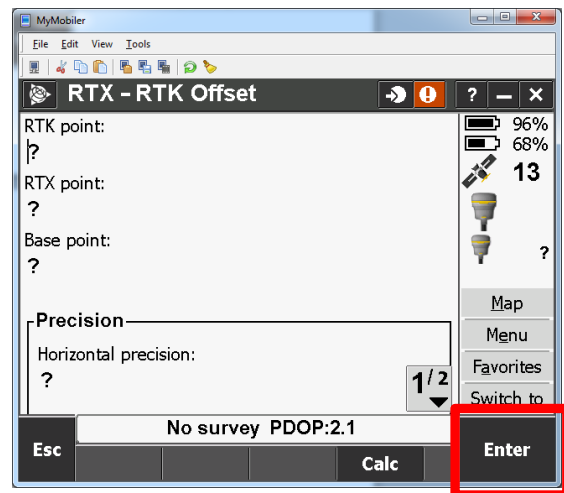 MyMobiler
File Edit View Tools
RTX - RTK Offset
? – ×
RTK point:
?
96%
68%
13
RTX point:
?
Base point:
?
?
Precision
Horizontal precision:
?
1/2
Map
Menu
Favorites
Switch to
No survey PDOP:2.1
Esc
Calc
Enter